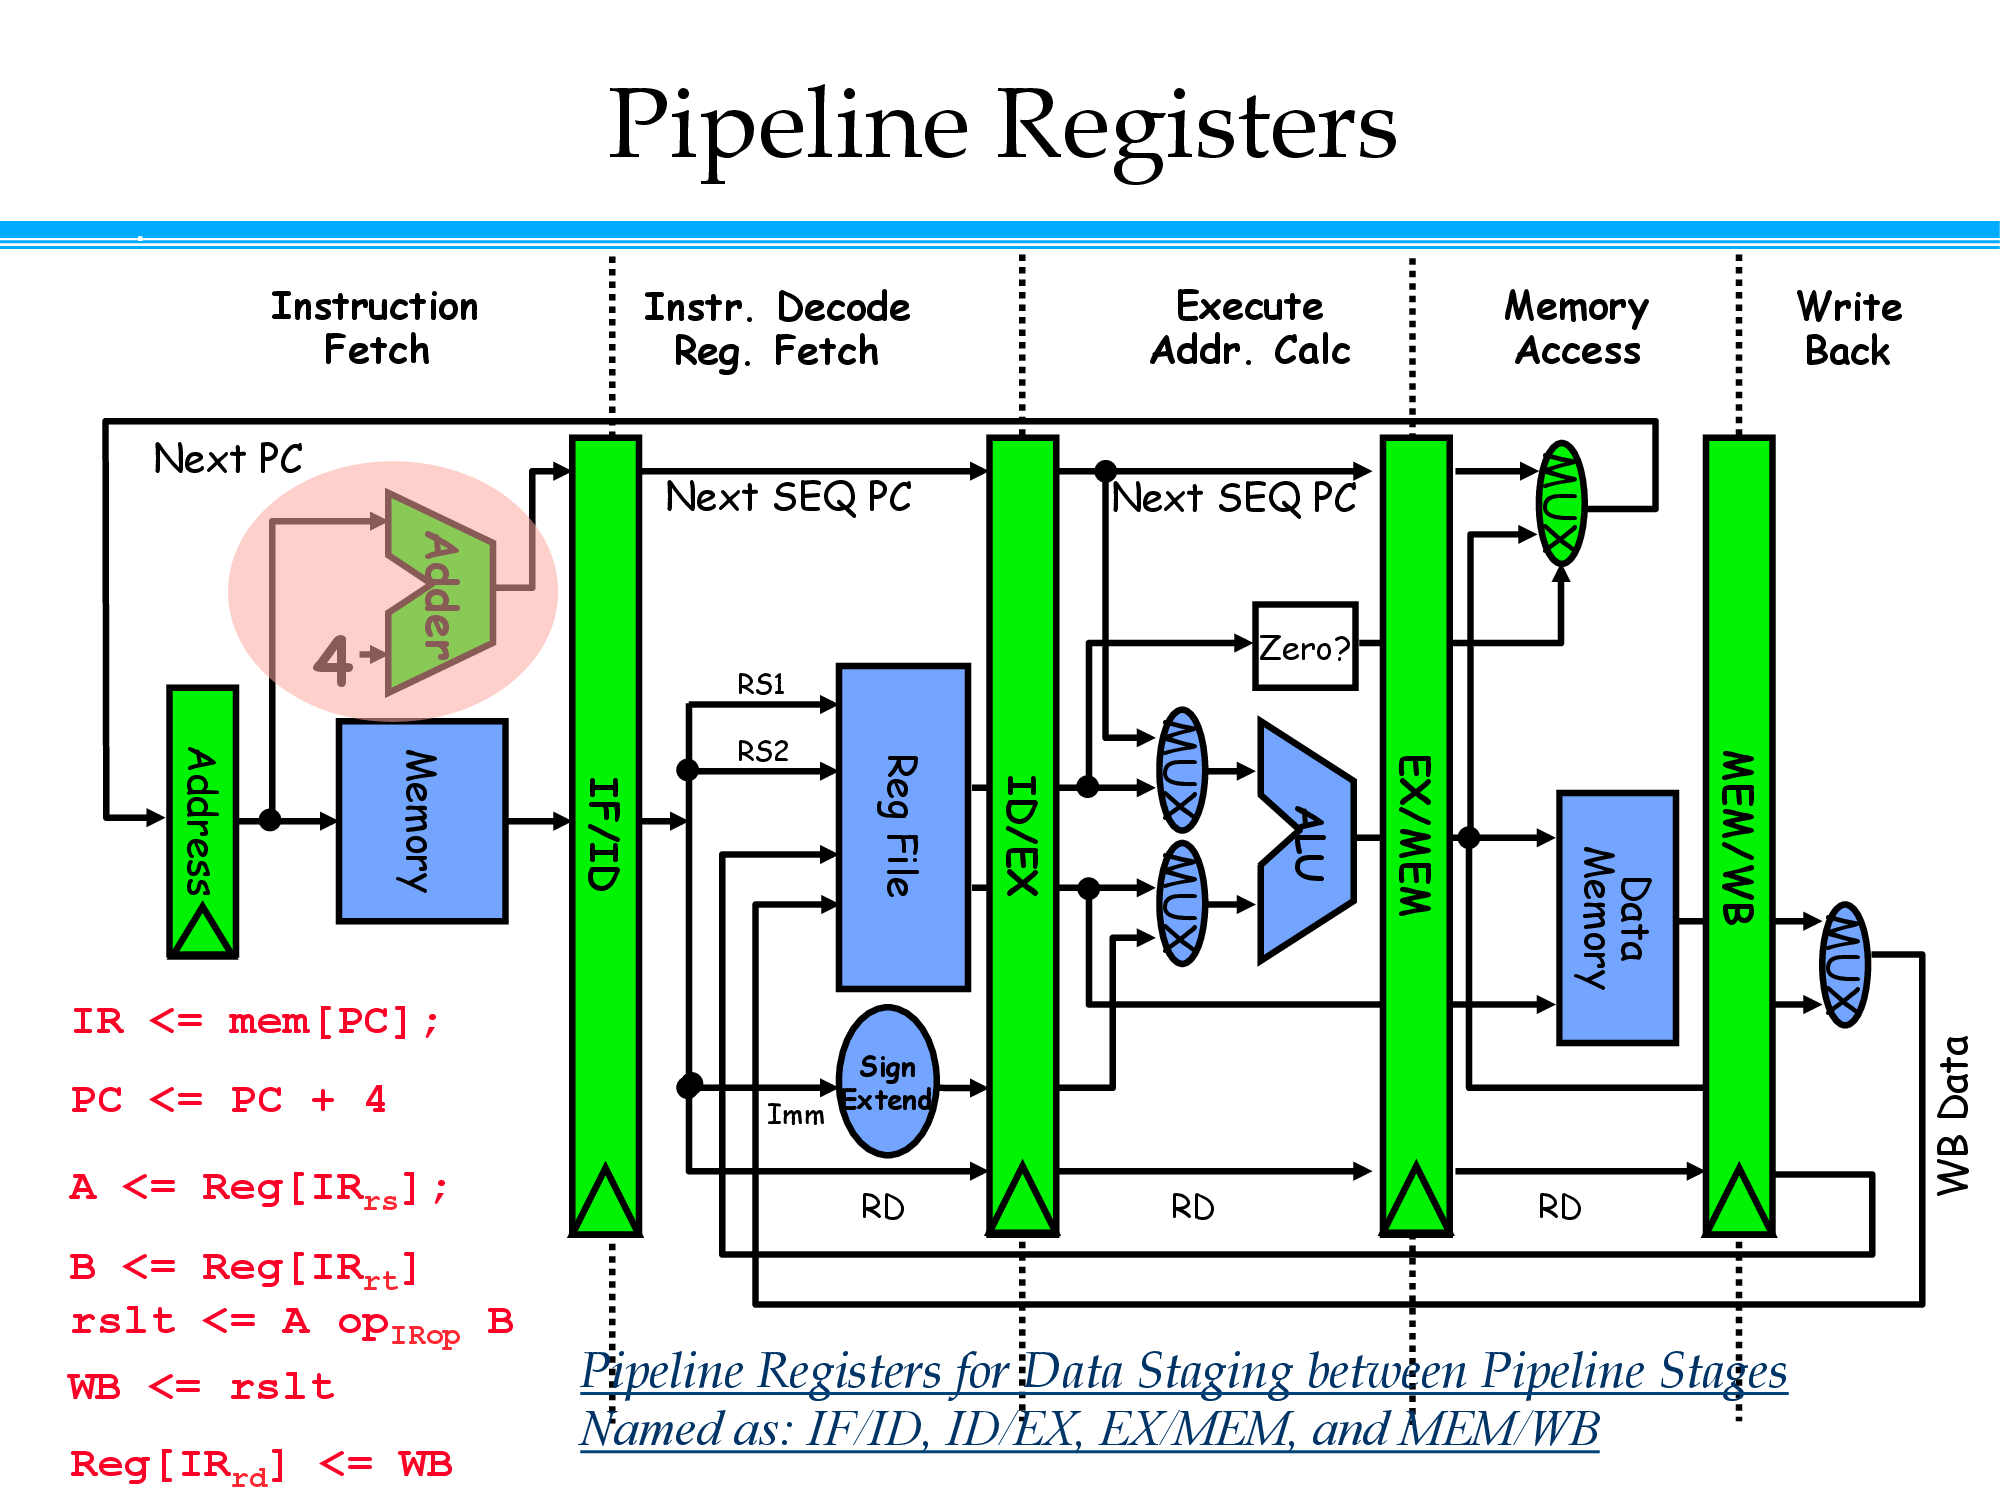 Pipeline Registers
Instruction
Fetch
Instr. Decode
Reg. Fetch
Execute
Addr. Calc
Memory
Access
Write
Back
Next PC
Next SEQ PC
Next SEQ PC
MUX
Adder
4
Zero?
RS1
RS2
Address
Memory
IF/ID
Reg File
ID/EX
MUX
MUX
ALU
EX/MEM
Data
Memory
MEM/WB
MUX
Sign
Extend
Imm
RD
RD
RD
WB Data
IR <= mem[PC];
PC <= PC + 4
A <= Reg[IRrs];
B <= Reg[IRrt]
rslt <= A opIRop B
WB <= rslt
Reg[IRrd] <= WB
Pipeline Registers for Data Staging between Pipeline Stages
Named as: IF/ID, ID/EX, EX/MEM, and MEM/WB